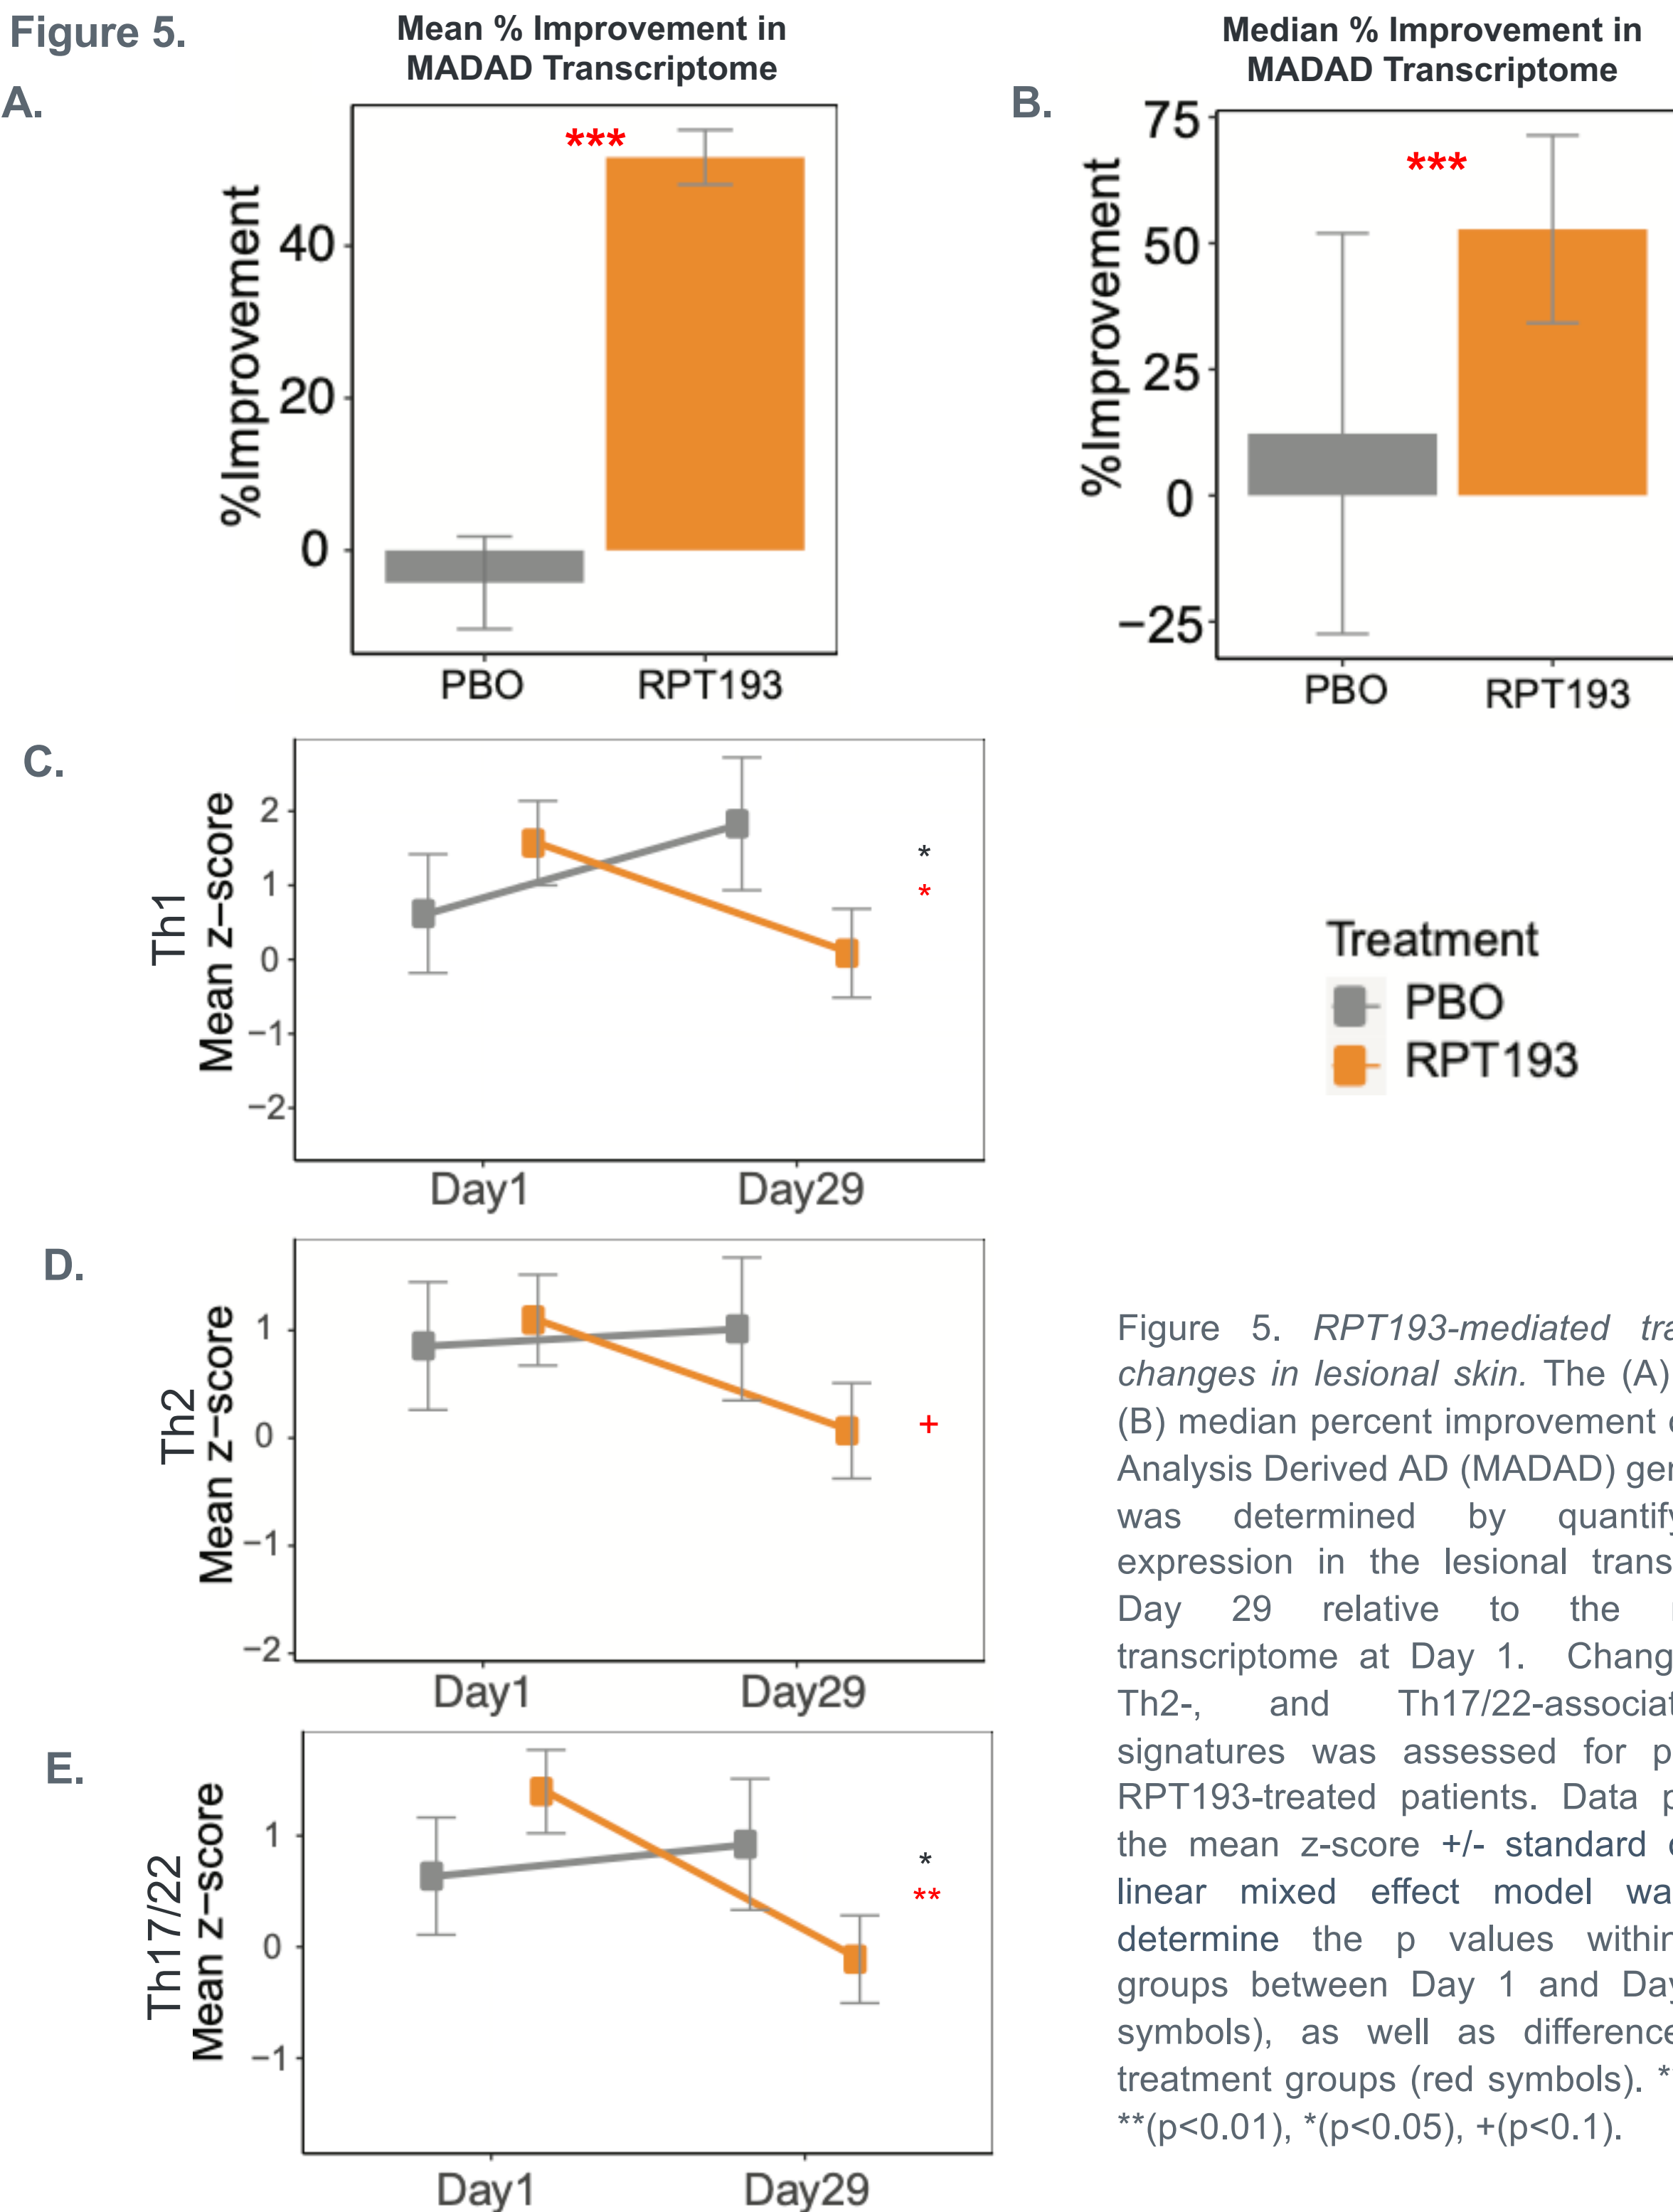 Figure 5.
A.
Mean % Improvement in
MADAD Transcriptome
%Improvement
40
20
0
***
PBO
RPT193
B.
Median % Improvement in
MADAD Transcriptome
%Improvement
75
50
25
0
−25
***
PBO
RPT193
C.
Th1
Mean z−score
2
1
0
−1
−2
*
*
Day1
Day29
Treatment
PBO
RPT193
D.
Th2
Mean z−score
1
0
−1
−2
+
Day1
Day29
E.
Th17/22
Mean z−score
1
0
−1
*
**
Day1
Day29
Figure 5. RPT193-mediated
changes in lesional skin. The (A)
(B) median percent improvement
Analysis Derived AD (MADAD)
was determined by
expression in the lesional
Day 29 relative to the
transcriptome at Day 1.
Th2-, and
signatures was assessed for
RPT193-treated patients. Data
the mean z-score +/- standard
linear mixed effect model
determine the p values
groups between Day 1 and
symbols), as well as
treatment groups (red symbols).
**(p<0.01), *(p<0.05), +(p<0.1).